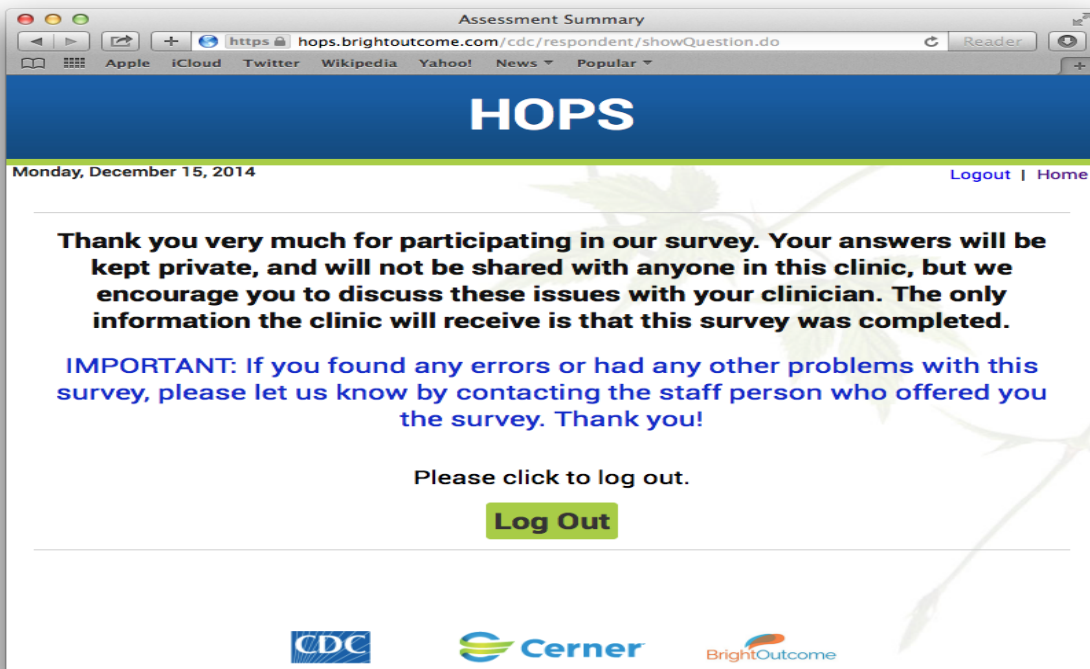 Assessment Summary
https hops.brightoutcome.com/cdc/respondent/showQuestion.do Reader
Apple iCloud Twitter Wikipedia Yahoo! News Popular
HOPS
Monday, December 15, 2014
Logout | Home
Thank you very much for participating in our survey. Your answers will be
kept private, and will not be shared with anyone in this clinic, but we
encourage you to discuss these issues with your clinician. The only
information the clinic will receive is that this survey was completed.
IMPORTANT: If you found any errors or had any other problems with this
survey, please let us know by contacting the staff person who offered you
the survey. Thank you!
Please click to log out.
Log Out
CDC Cerner BrightOutcome